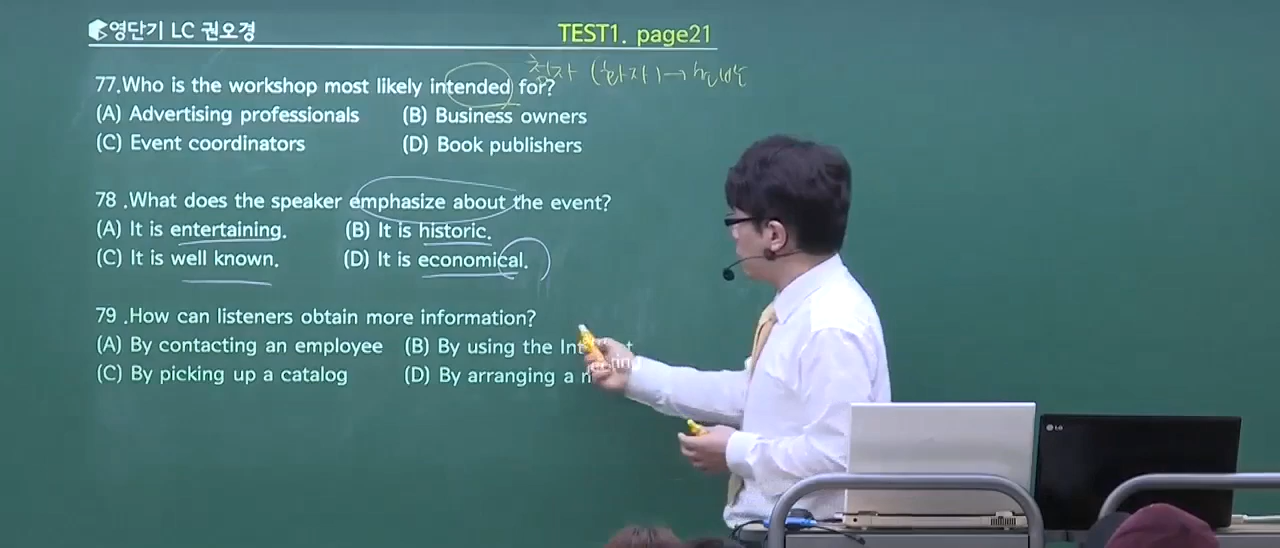 영단기 LC 권오경
TEST1. page21
77.Who is the workshop most likely intended for?
(A) Advertising professionals (B) Business owners
(C) Event coordinators (D) Book publishers
78 .What does the speaker emphasize about the event?
(A) It is entertaining. (B) It is historic.
(C) It is well known. (D) It is economical.
79 .How can listeners obtain more information?
(A) By contacting an employee (B) By using the
(C) By picking up a catalog (D) By arranging a
LG